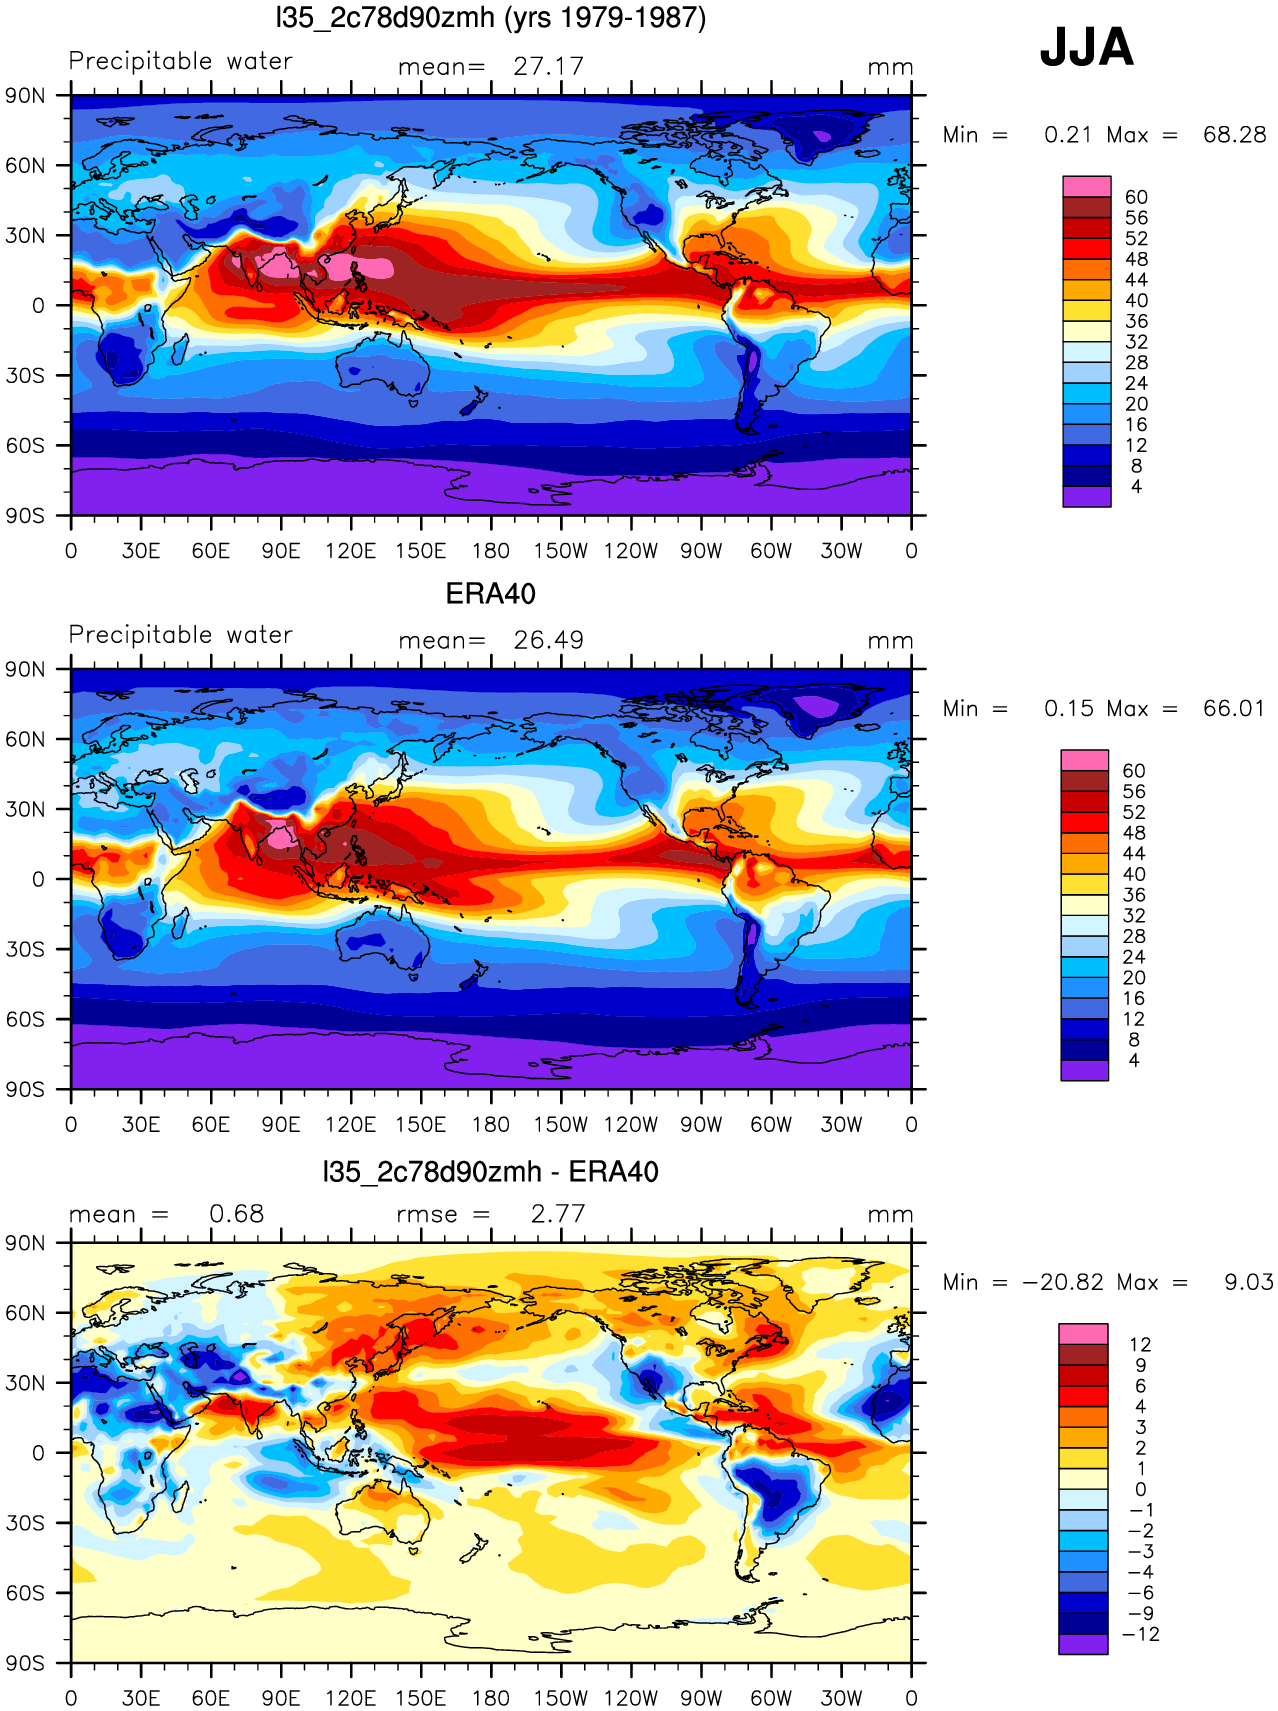 l35_2c78d90zmh (yrs 1979-1987)
JJA
Precipitable water mean= 27.17 mm
Min = 0.21 Max = 68.28
90N
60N
30N
0
30S
60S
90S
0 30E 60E 90E 120E 150E 180 150W 120W 90W 60W 30W 0
60
56
52
48
44
40
36
32
28
24
20
16
12
8
4
ERA40
Precipitable water mean= 26.49 mm
Min = 0.15 Max = 66.01
90N
60N
30N
0
30S
60S
90S
0 30E 60E 90E 120E 150E 180 150W 120W 90W 60W 30W 0
60
56
52
48
44
40
36
32
28
24
20
16
12
8
4
l35_2c78d90zmh - ERA40
mean = 0.68 rmse = 2.77 mm
Min = −20.82 Max = 9.03
90N
60N
30N
0
30S
60S
90S
0 30E 60E 90E 120E 150E 180 150W 120W 90W 60W 30W 0
12
9
6
4
3
2
1
0
−1
−2
−3
−4
−6
−9
−12